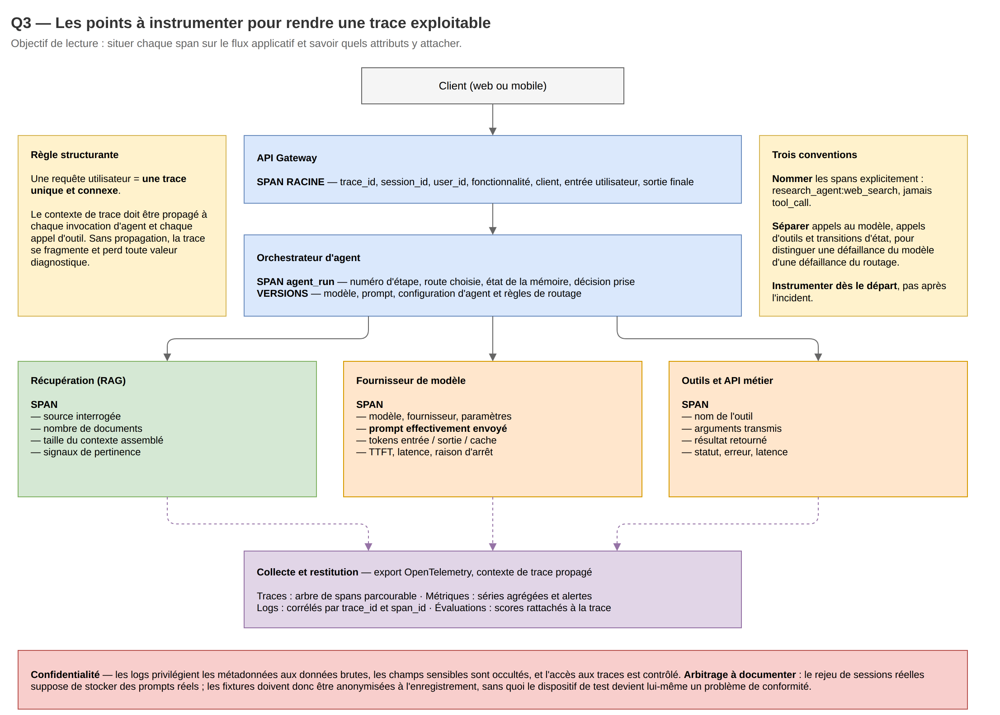 Q3 — Les points à instrumenter pour rendre une trace exploitable
Objectif de lecture : situer chaque span sur le flux applicatif et savoir quels attributs y attacher.
Client (web ou mobile)
Règle structurante
Une requête utilisateur = une trace
unique et connexe.
Le contexte de trace doit être propagé à
chaque invocation d'agent et chaque
appel d'outil. Sans propagation, la trace
se fragmente et perd toute valeur
diagnostique.
API Gateway
SPAN RACINE — trace_id, session_id, user_id, fonctionnalité, client, entrée utilisateur, sortie finale
Orchestrateur d'agent
SPAN agent_run — numéro d'étape, route choisie, état de la mémoire, décision prise
VERSIONS — modèle, prompt, configuration d'agent et règles de routage
Trois conventions
Nommer les spans explicitement :
research_agent:web_search, jamais
tool_call.
Séparer appels au modèle, appels
d'outils et transitions d'état, pour
distinguer une défaillance du modèle
d'une défaillance du routage.
Instrumenter dès le départ, pas après
l'incident.
Récupération (RAG)
SPAN
— source interrogée
— nombre de documents
— taille du contexte assemblé
— signaux de pertinence
Fournisseur de modèle
SPAN
— modèle, fournisseur, paramètres
— prompt effectivement envoyé
— tokens entrée / sortie / cache
— TTFT, latence, raison d'arrêt
Outils et API métier
SPAN
— nom de l'outil
— arguments transmis
— résultat retourné
— statut, erreur, latence
Collecte et restitution — export OpenTelemetry, contexte de trace propagé
Traces : arbre de spans parcourable · Métriques : séries agrégées et alertes
Logs : corrélés par trace_id et span_id · Évaluations : scores rattachés à la trace
Confidentialité — les logs privilégient les métadonnées aux données brutes, les champs sensibles sont occultés, et l'accès aux traces est contrôlé. Arbitrage à documenter : le rejeu de sessions réelles
suppose de stocker des prompts réels ; les fixtures doivent donc être anonymisées à l'enregistrement, sans quoi le dispositif de test devient lui-même un problème de conformité.